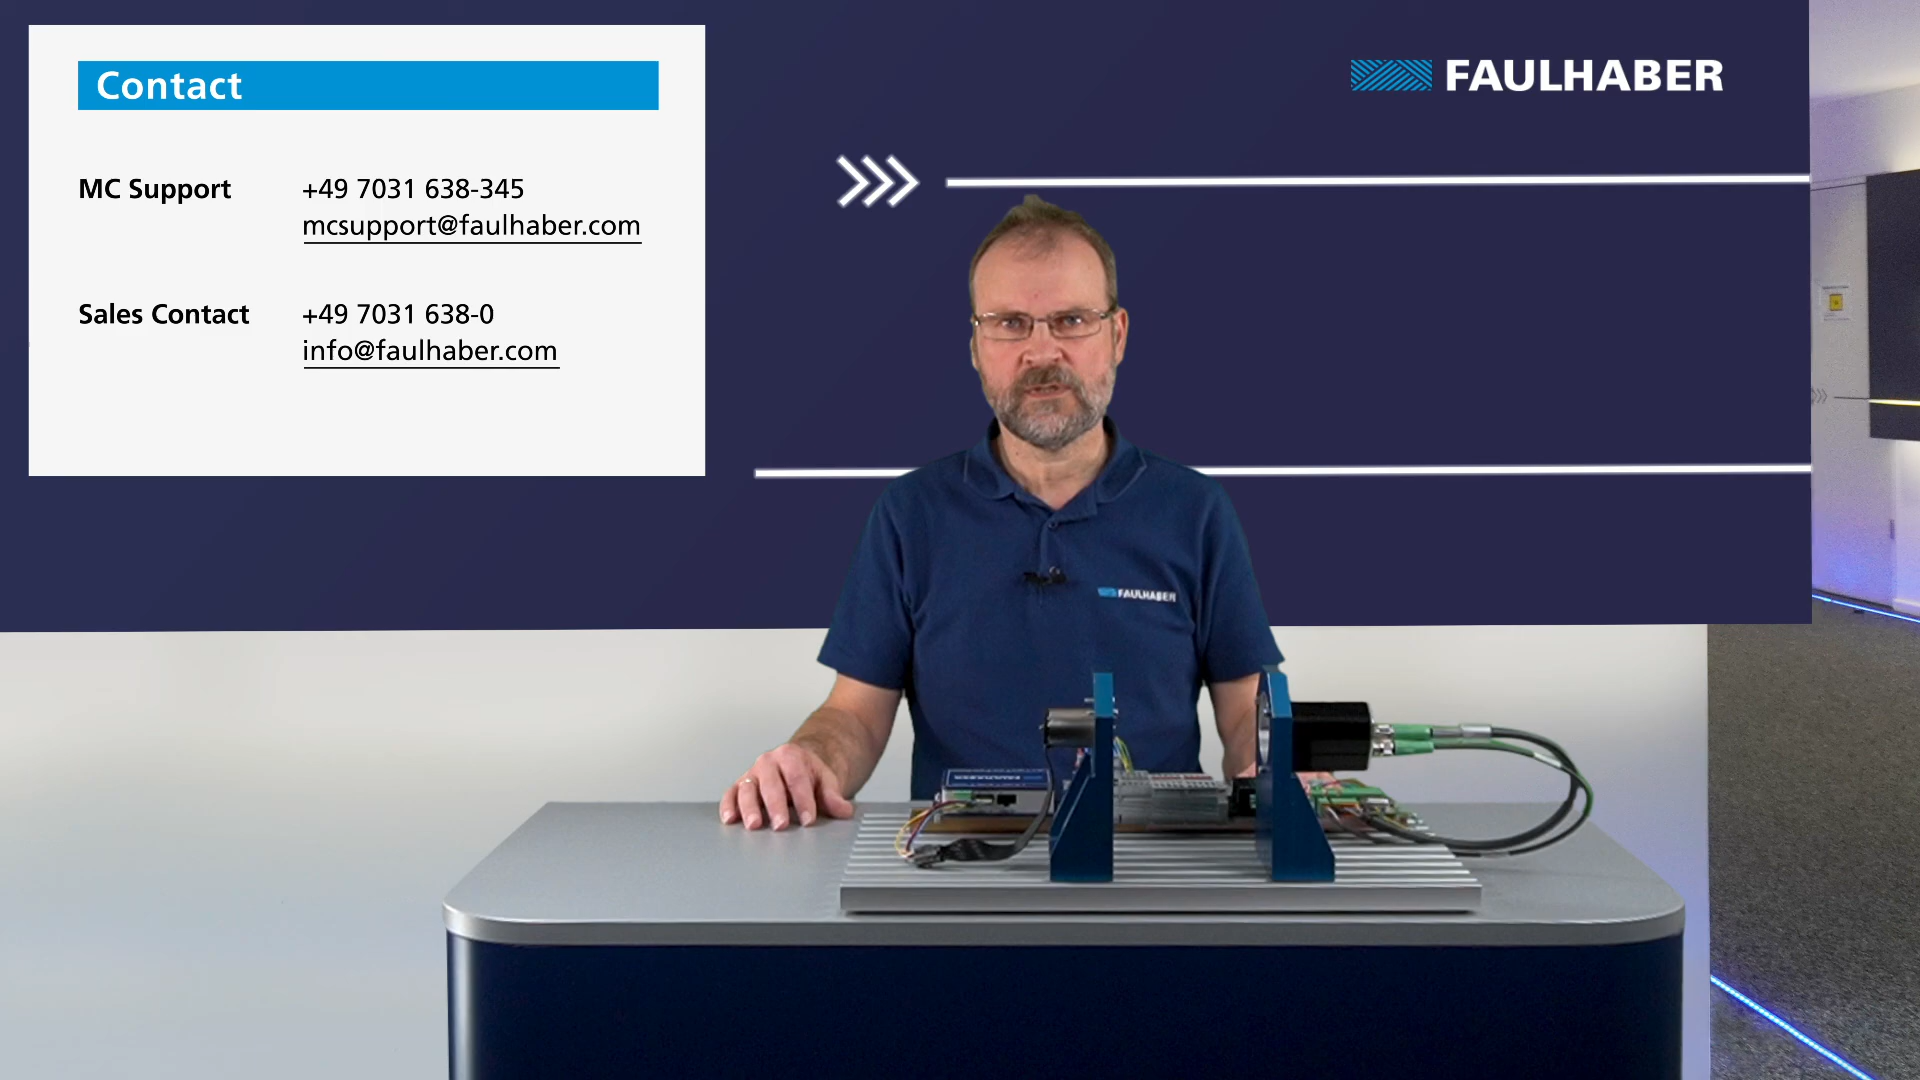 Contact
FAULHABER
MC Support +49 7031 638-345
mcsupport@faulhaber.com
Sales Contact +49 7031 638-0
info@faulhaber.com
FAULHABER